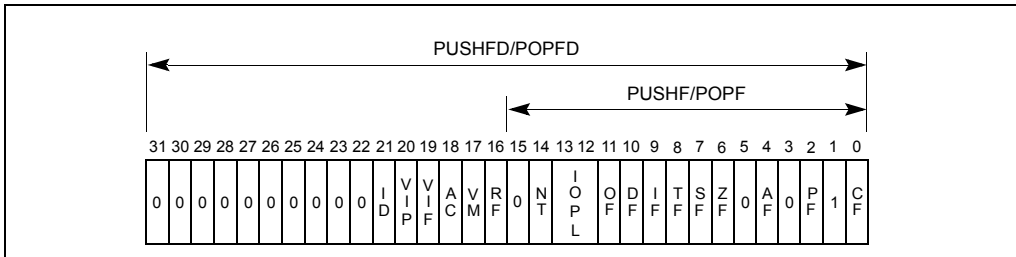 PUSHFD/POPFD
PUSHF/POPF
31 30 29 28 27 26 25 24 23 22 21 20 19 18 17 16 15 14 13 12 11 10 9 8 7 6 5 4 3 2 1 0
0 0 0 0 0 0 0 0 0 0 ID VIP VIF AC VM RF 0 NT IOPL OF DF IF TF SF ZF 0 AF 0 PF 1 CF